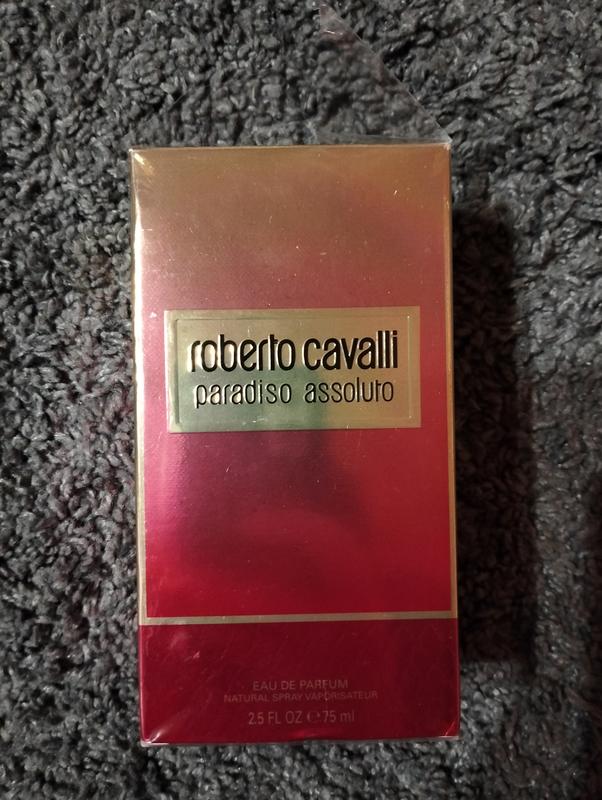 roberto cavalli
paradiso assoluto
EAU DE PARFUM
NATURAL SPRAY VAPORISATEUR
2.5 FL OZ ℮ 75 ml